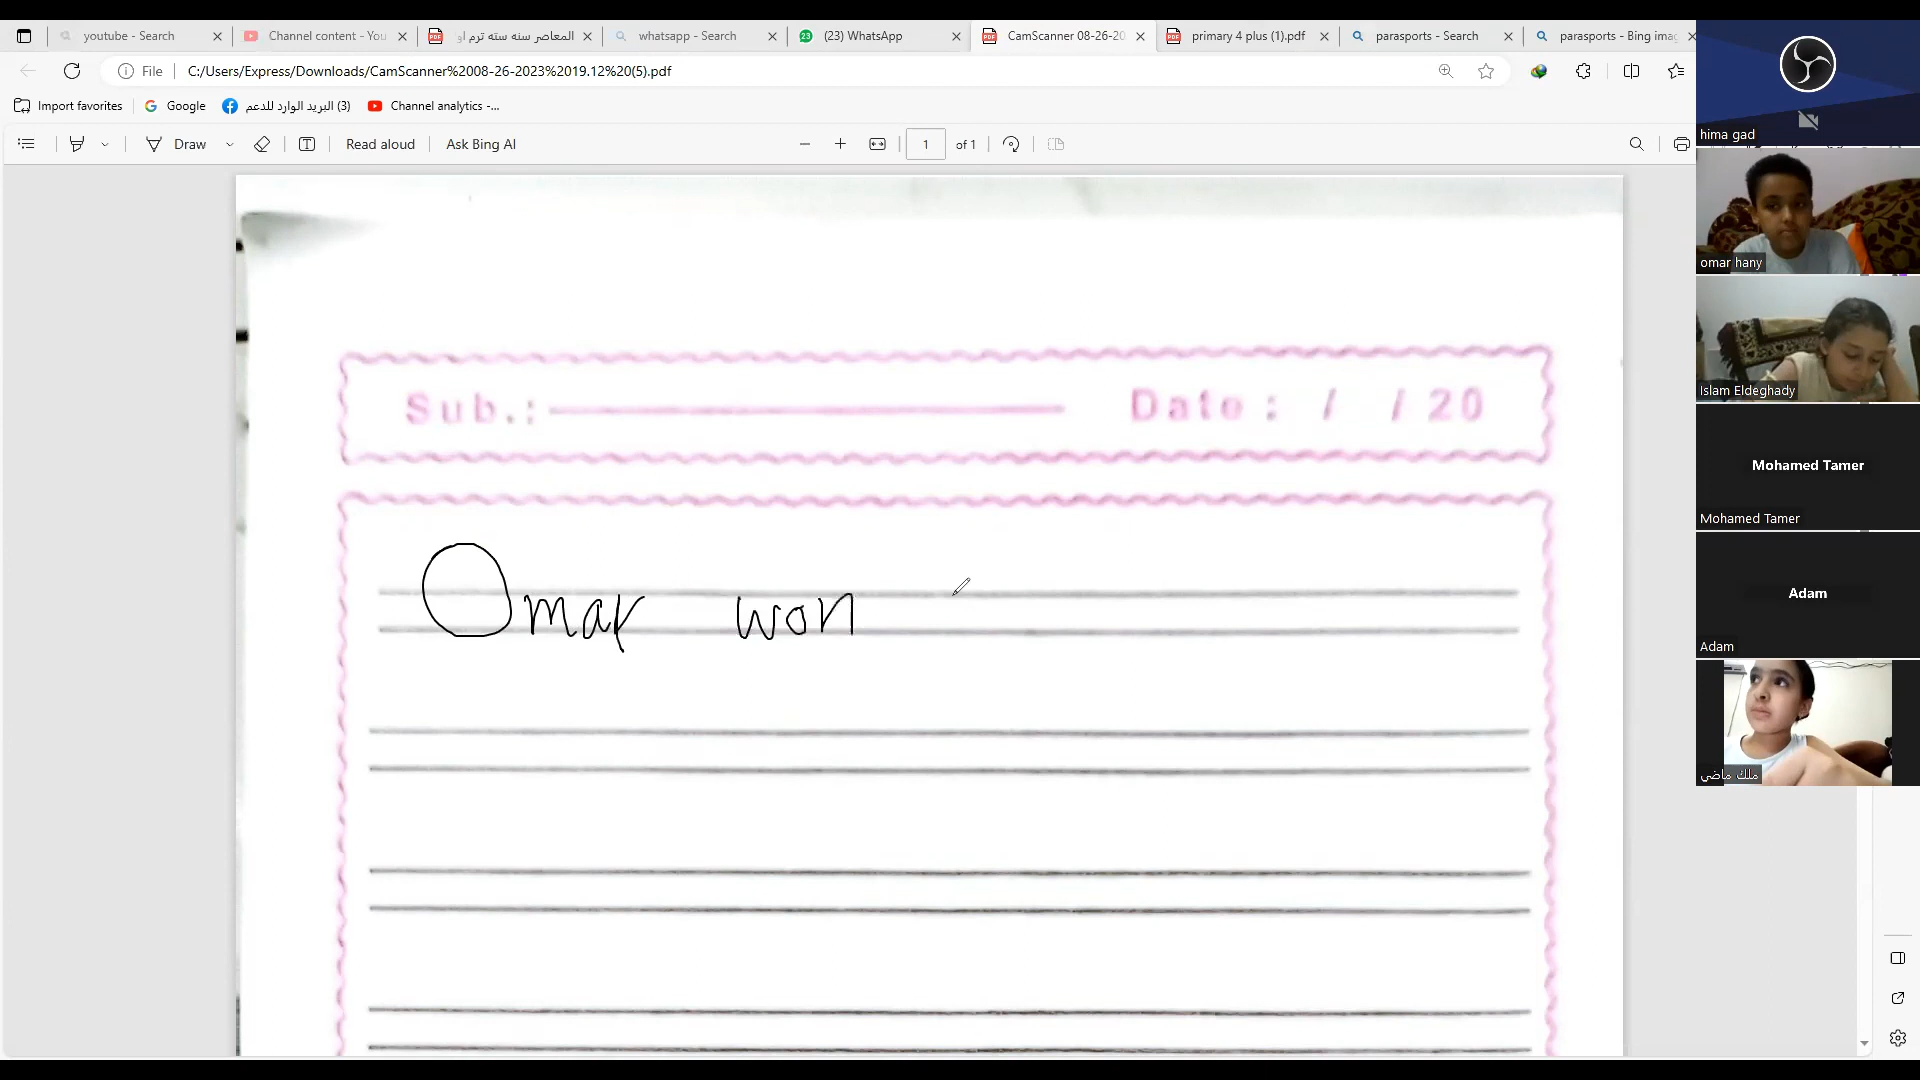 youtube - Search
Channel content - You
المعاصر سنه سته ترم او
whatsapp - Search
(23) WhatsApp
CamScanner 08-26-20
primary 4 plus (1).pdf
parasports - Search
parasports - Bing ima
File
C:/Users/Express/Downloads/CamScanner%2008-26-2023%2019.12%20(5).pdf
Import favorites
Google
(3) البريد الوارد للدعم
Channel analytics -...
Draw
Read aloud
Ask Bing AI
1 of 1
hima gad
omar hany
Islam Eldeghady
Mohamed Tamer
Mohamed Tamer
Adam
Adam
ملك ماضي
Sub.: Date: / / 20
Omar won